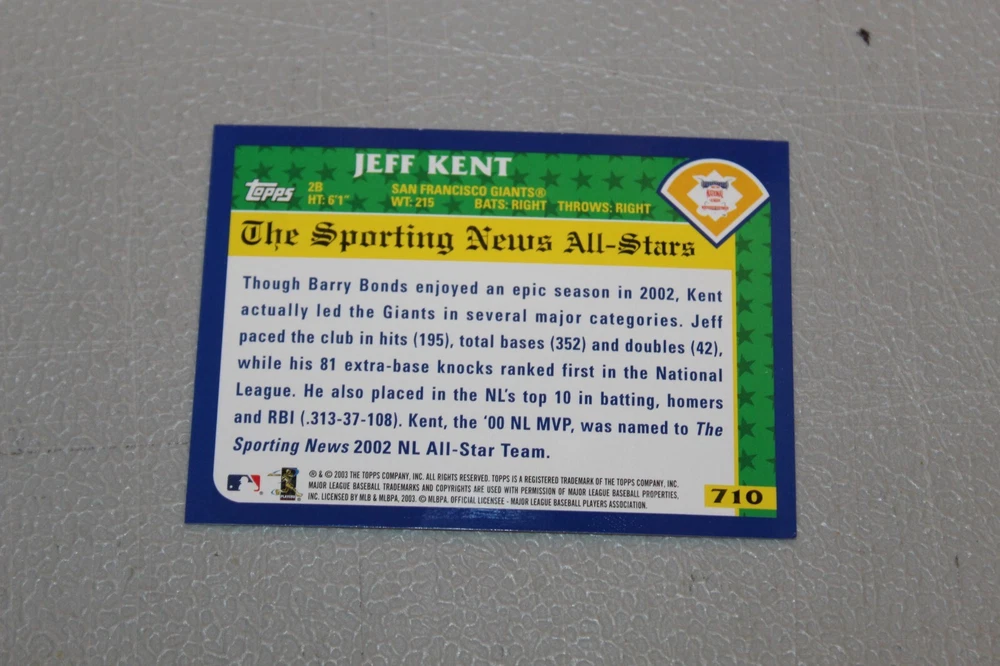 JEFF KENT
topps 2B SAN FRANCISCO GIANTS®
HT: 6'1" WT: 215 BATS: RIGHT THROWS: RIGHT
The Sporting News All-Stars
Though Barry Bonds enjoyed an epic season in 2002, Kent
actually led the Giants in several major categories. Jeff
paced the club in hits (195), total bases (352) and doubles (42),
while his 81 extra-base knocks ranked first in the National
League. He also placed in the NL's top 10 in batting, homers
and RBI (.313-37-108). Kent, the '00 NL MVP, was named to The
Sporting News 2002 NL All-Star Team.
® & © 2003 THE TOPPS COMPANY, INC. ALL RIGHTS RESERVED. TOPPS IS A REGISTERED TRADEMARK OF THE TOPPS COMPANY, INC.
MAJOR LEAGUE BASEBALL TRADEMARKS AND COPYRIGHTS ARE USED WITH PERMISSION OF MAJOR LEAGUE BASEBALL PROPERTIES,
INC. LICENSED BY MLB & MLBPA, 2003. © MLBPA. OFFICIAL LICENSEE - MAJOR LEAGUE BASEBALL PLAYERS ASSOCIATION.
710